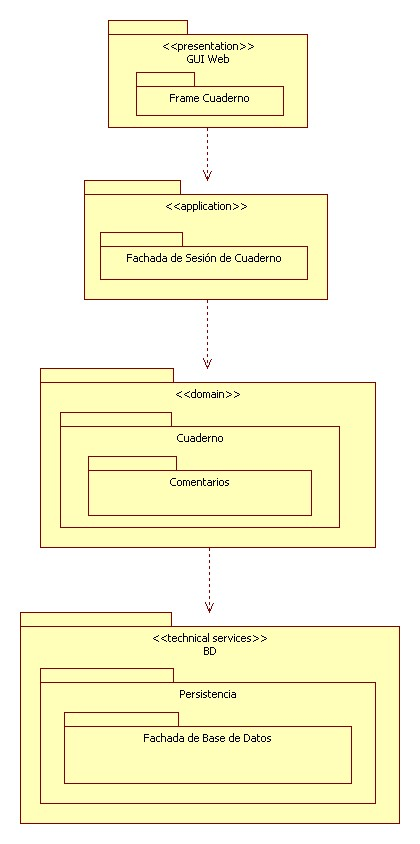 <<presentation>>
GUI Web
Frame Cuaderno
<<application>>
Fachada de Sesión de Cuaderno
<<domain>>
Cuaderno
Comentarios
<<technical services>>
BD
Persistencia
Fachada de Base de Datos